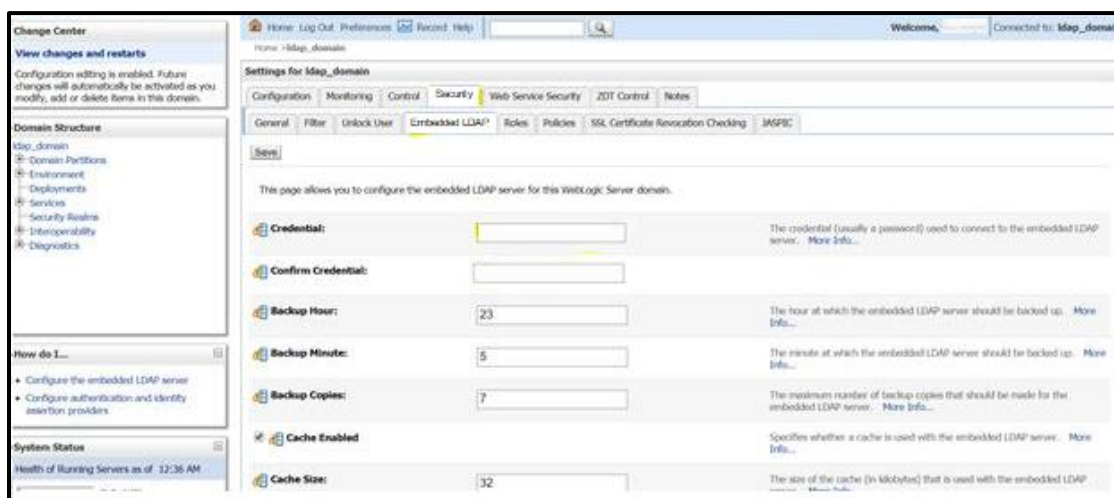 Change Center
View changes and restarts
Configuration editing is enabled. Future
changes will automatically be activated as you
modify, add or delete items in this domain.
Domain Structure
ldap_domain
Domain Partitions
Environment
Deployments
Services
Security Realms
Interoperability
Diagnostics
How do I...
Configure the embedded LDAP server
Configure authentication and identity
assertion providers
System Status
Health of Running Servers as of 12:36 AM
Home Log Out Preferences Record Help
Welcome,
Connected to: ldap_domai
Home >ldap_domain
Settings for ldap_domain
Configuration Monitoring Control Security Web Service Security ZDT Control Notes
General Filter Unlock User Embedded LDAP Roles Policies SSL Certificate Revocation Checking JASPIC
Save
This page allows you to configure the embedded LDAP server for this WebLogic Server domain.
Credential:
The credential (usually a password) used to connect to the embedded LDAP
server. More Info...
Confirm Credential:
Backup Hour:
23
The hour at which the embedded LDAP server should be backed up. More
Info...
Backup Minute:
5
The minute at which the embedded LDAP server should be backed up. More
Info...
Backup Copies:
7
The maximum number of backup copies that should be made for the
embedded LDAP server. More Info...
Cache Enabled
Specifies whether a cache is used with the embedded LDAP server. More
Info...
Cache Size:
32
The size of the cache (in kilobytes) that is used with the embedded LDAP
server. More Info...